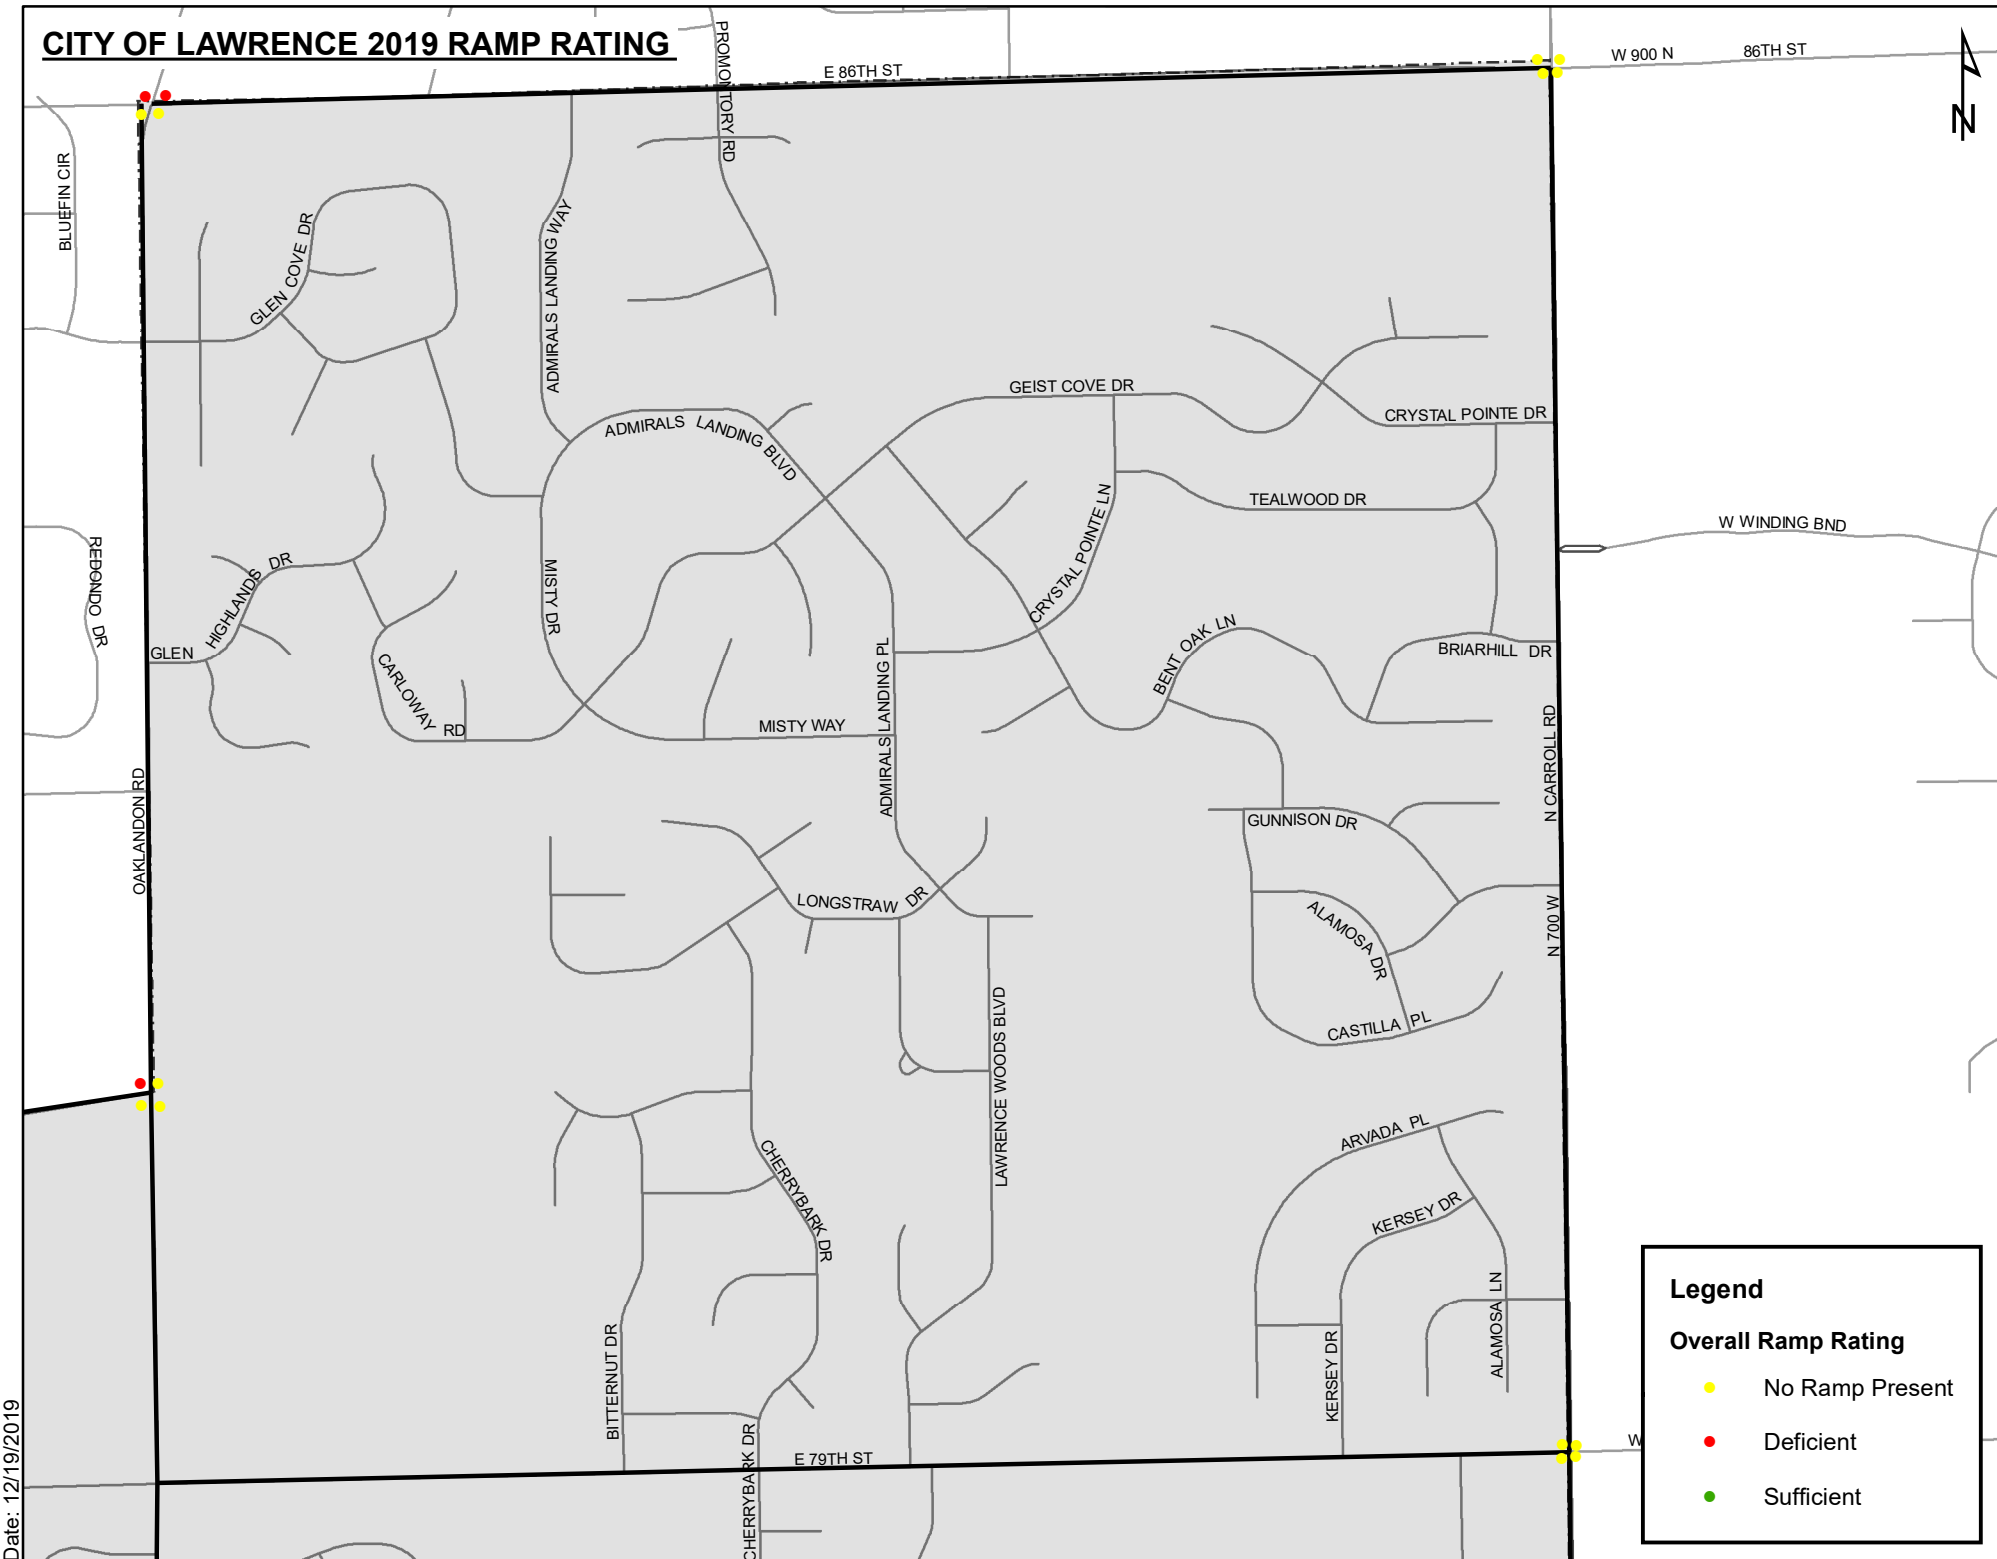 CITY OF LAWRENCE 2019 RAMP RATING
PROMONTORY RD
E 86TH ST
W 900 N
86TH ST
N
BLUEFIN CIR
GLEN COVE DR
ADMIRALS LANDING WAY
GEIST COVE DR
CRYSTAL POINTE DR
ADMIRALS LANDING BLVD
TEALWOOD DR
CRYSTAL POINTE LN
W WINDING BND
REDONDO DR
GLEN HIGHLANDS DR
MISTY DR
BENT OAK LN
BRIARHILL DR
CARLOWAY RD
MISTY WAY
ADMIRALS LANDING PL
N CARROLL RD
OAKLANDON RD
GUNNISON DR
LONGSTRAW DR
ALAMOSA DR
N 700 W
CASTILLA PL
LAWRENCE WOODS BLVD
ARVADA PL
CHERRYBARK DR
KERSEY DR
ALAMOSA LN
BITTERNUT DR
KERSEY DR
CHERRYBARK DR
E 79TH ST
W
Legend
Overall Ramp Rating
No Ramp Present
Deficient
Sufficient
Date: 12/19/2019